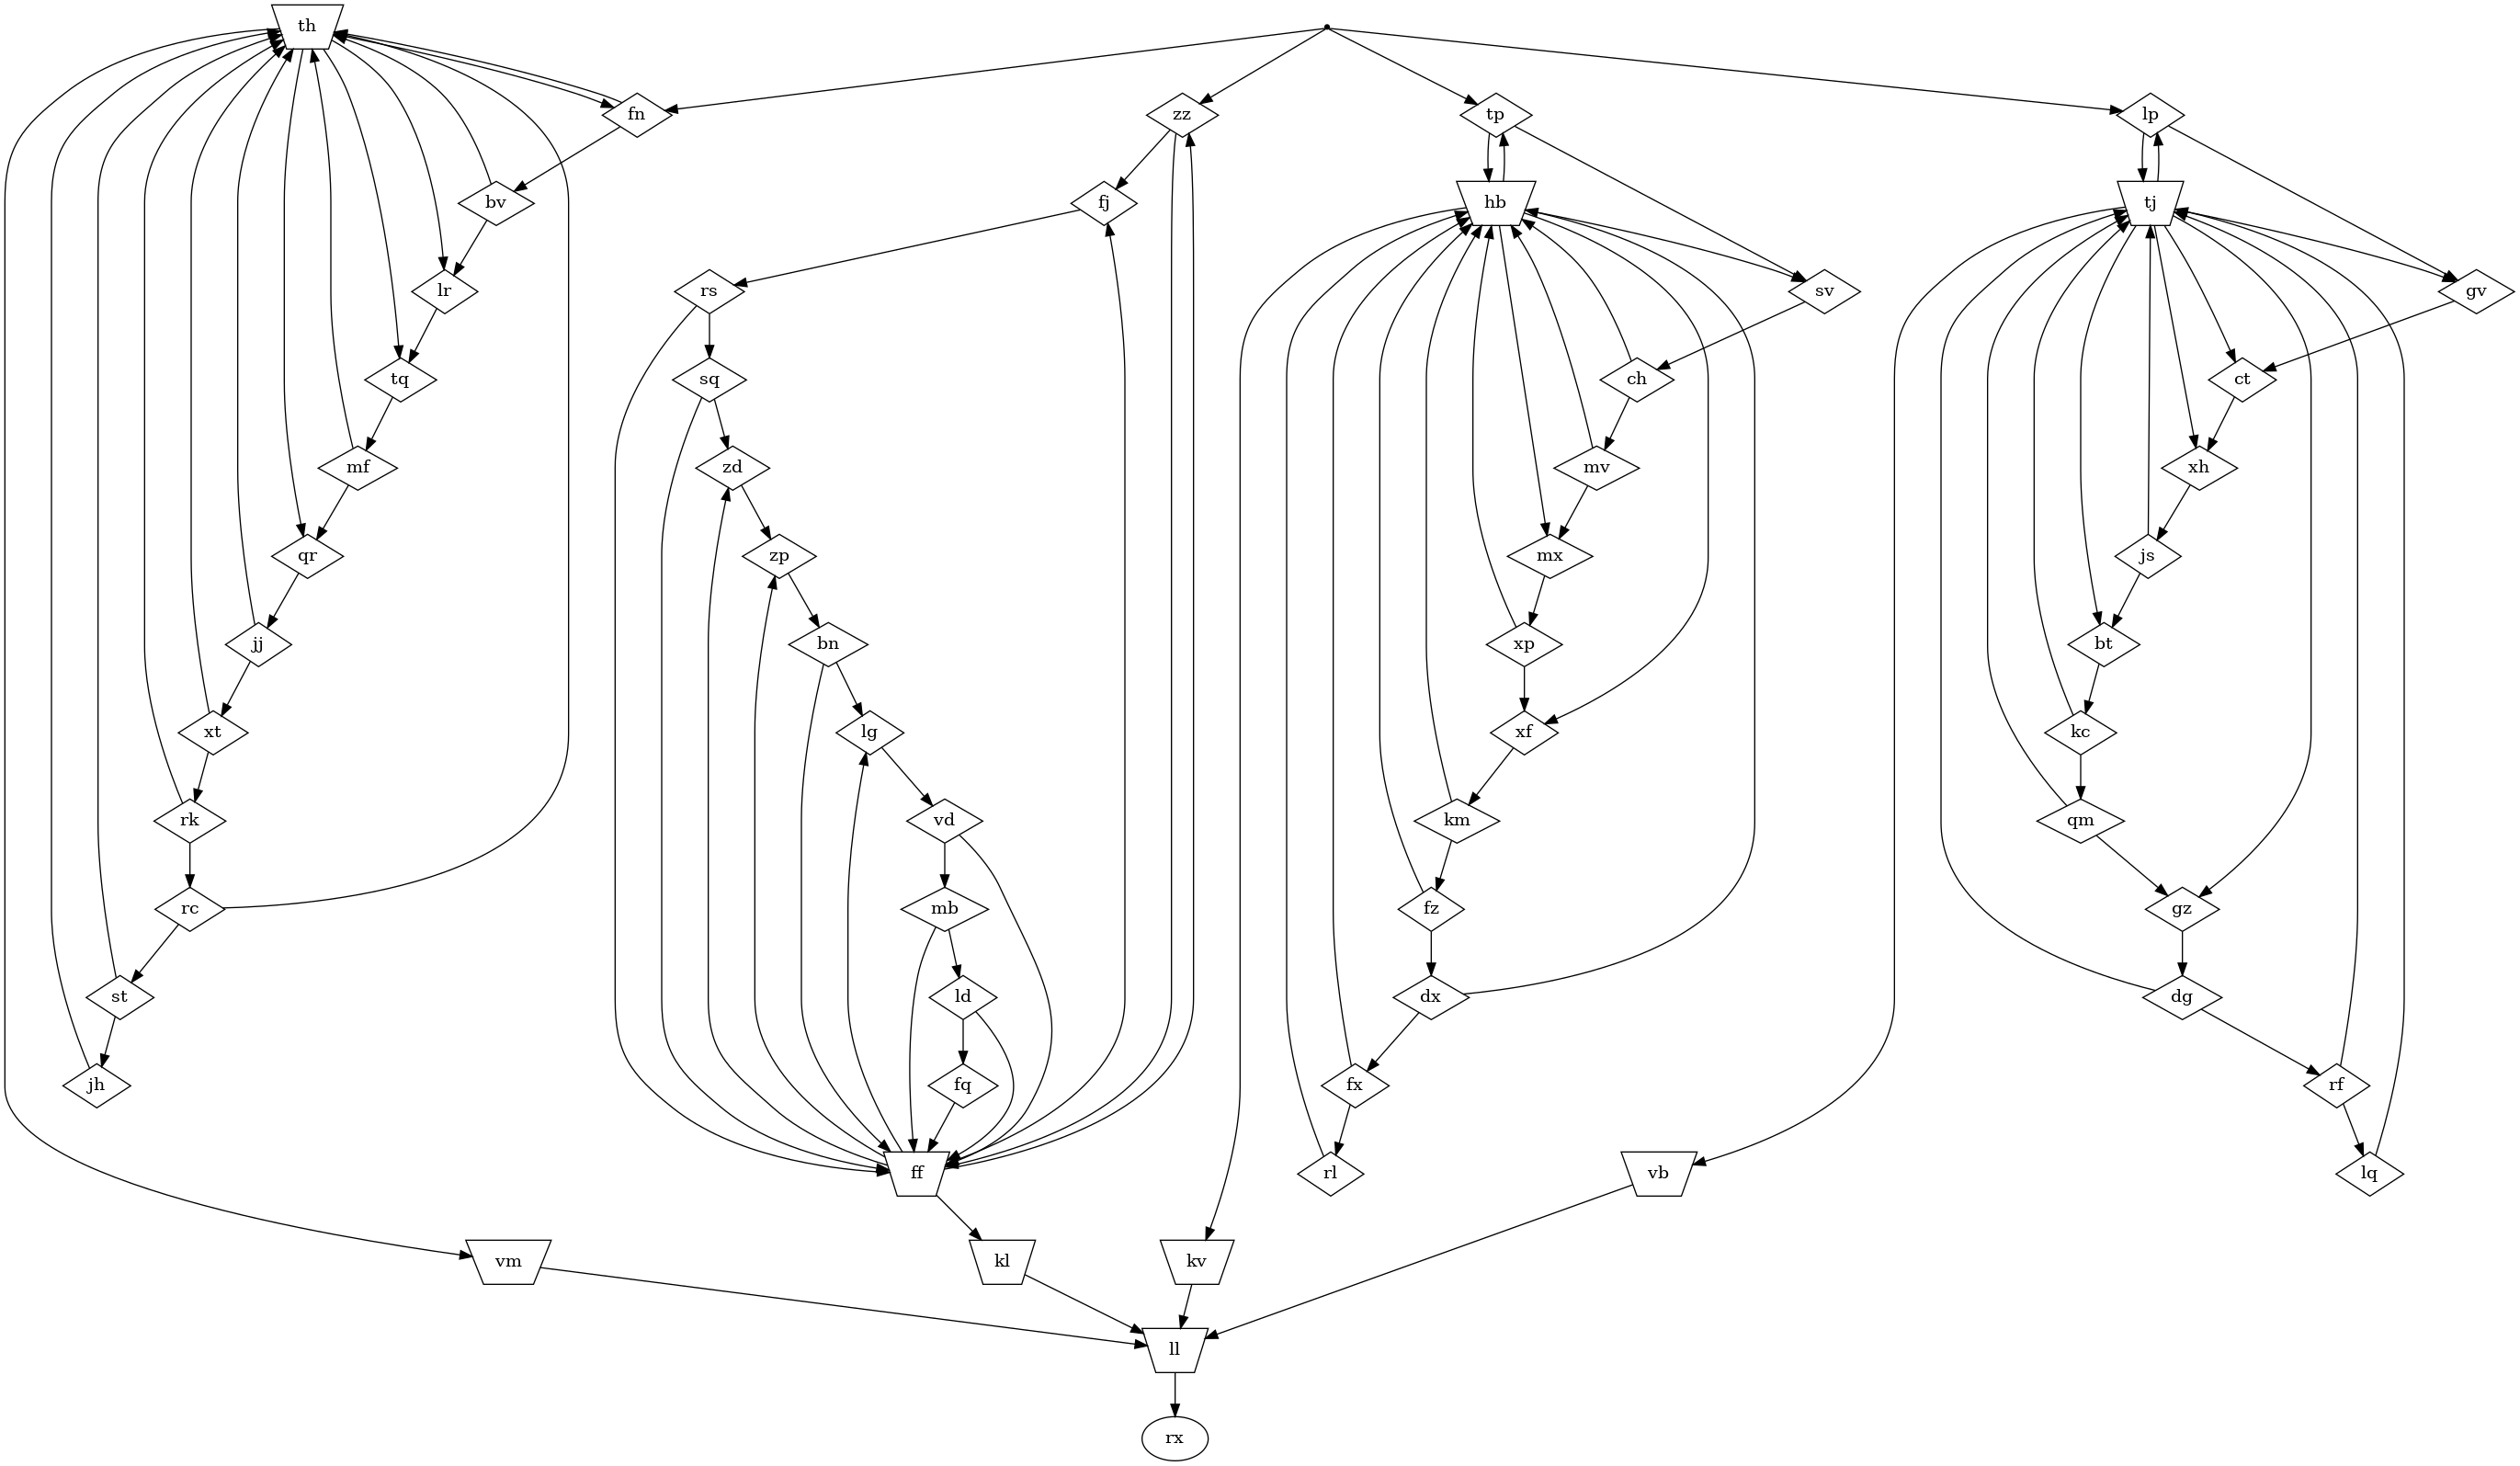 th
fn
zz
tp
lp
bv
fj
hb
tj
lr
rs
sv
gv
tq
sq
ch
ct
mf
zd
mv
xh
qr
zp
mx
js
jj
bn
xp
bt
xt
lg
xf
kc
rk
vd
km
qm
rc
mb
fz
gz
st
ld
dx
dg
jh
fq
fx
rf
ff
rl
vb
lq
vm
kl
kv
ll
rx